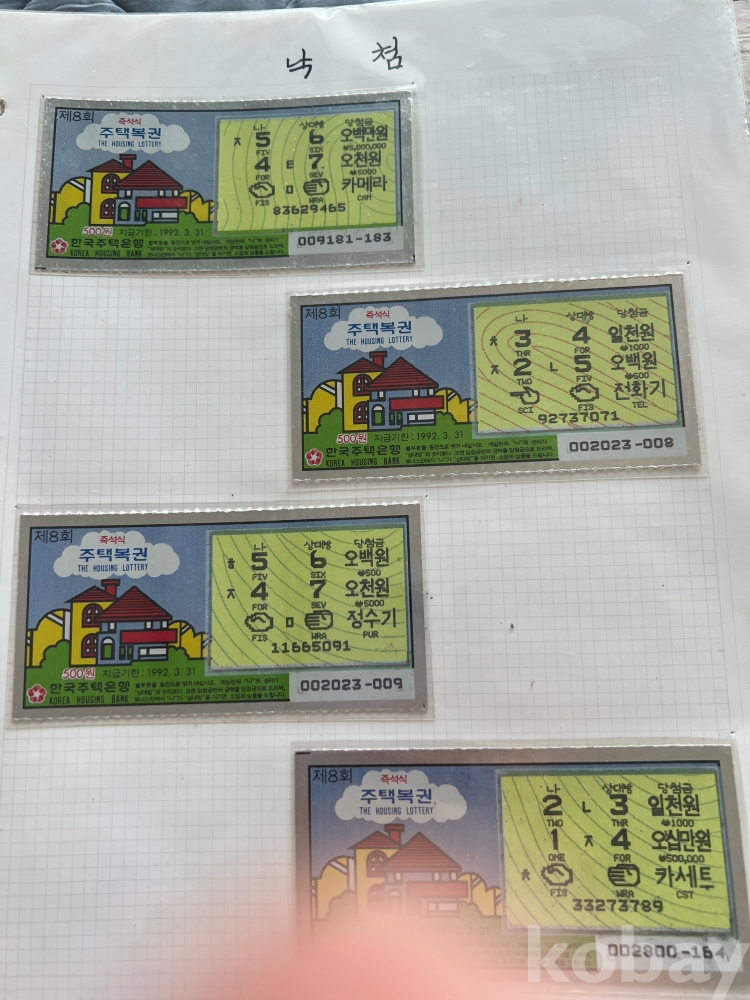 낙 첨
제8회
즉석식
주택복권
THE HOUSING LOTTERY
500원 지급기한 : 1992. 3. 31
한국주택은행
KOREA HOUSING BANK
나 상대방 당첨금
ㅈ 5 6 오백만원
FIV SIX ₩5,000,000
4 ㅌ 7 오천원
FOR SEV ₩5000
카메라
FIS WRA CAM
83629465
009181-183
제8회
즉석식
주택복권
THE HOUSING LOTTERY
500원 지급기한 : 1992. 3. 31
한국주택은행
KOREA HOUSING BANK
나 상대방 당첨금
ㅊ 3 4 일천원
THR FOR ₩1000
ㅈ 2 ㄴ 5 오백원
TWO FIV ₩500
전화기
SCI FIS TEL
92737071
002023-008
제8회
즉석식
주택복권
THE HOUSING LOTTERY
500원 지급기한 : 1992. 3. 31
한국주택은행
KOREA HOUSING BANK
나 상대방 당첨금
ㅎ 5 6 오백원
FIV SIX ₩500
ㅈ 4 7 오천원
FOR SEV ₩5000
ㅁ 정수기
FIS WRA PUR
11665091
002023-009
제8회
즉석식
주택복권
THE HOUSING LOTTERY
3. 31
나 상대방 당첨금
2 ㄴ 3 일천원
TWO THR ₩1000
1 ㅈ 4 오십만원
ONE FOR ₩500,000
ㅊ 카세트
FIS WRA CST
33273789
002800-164
kobay